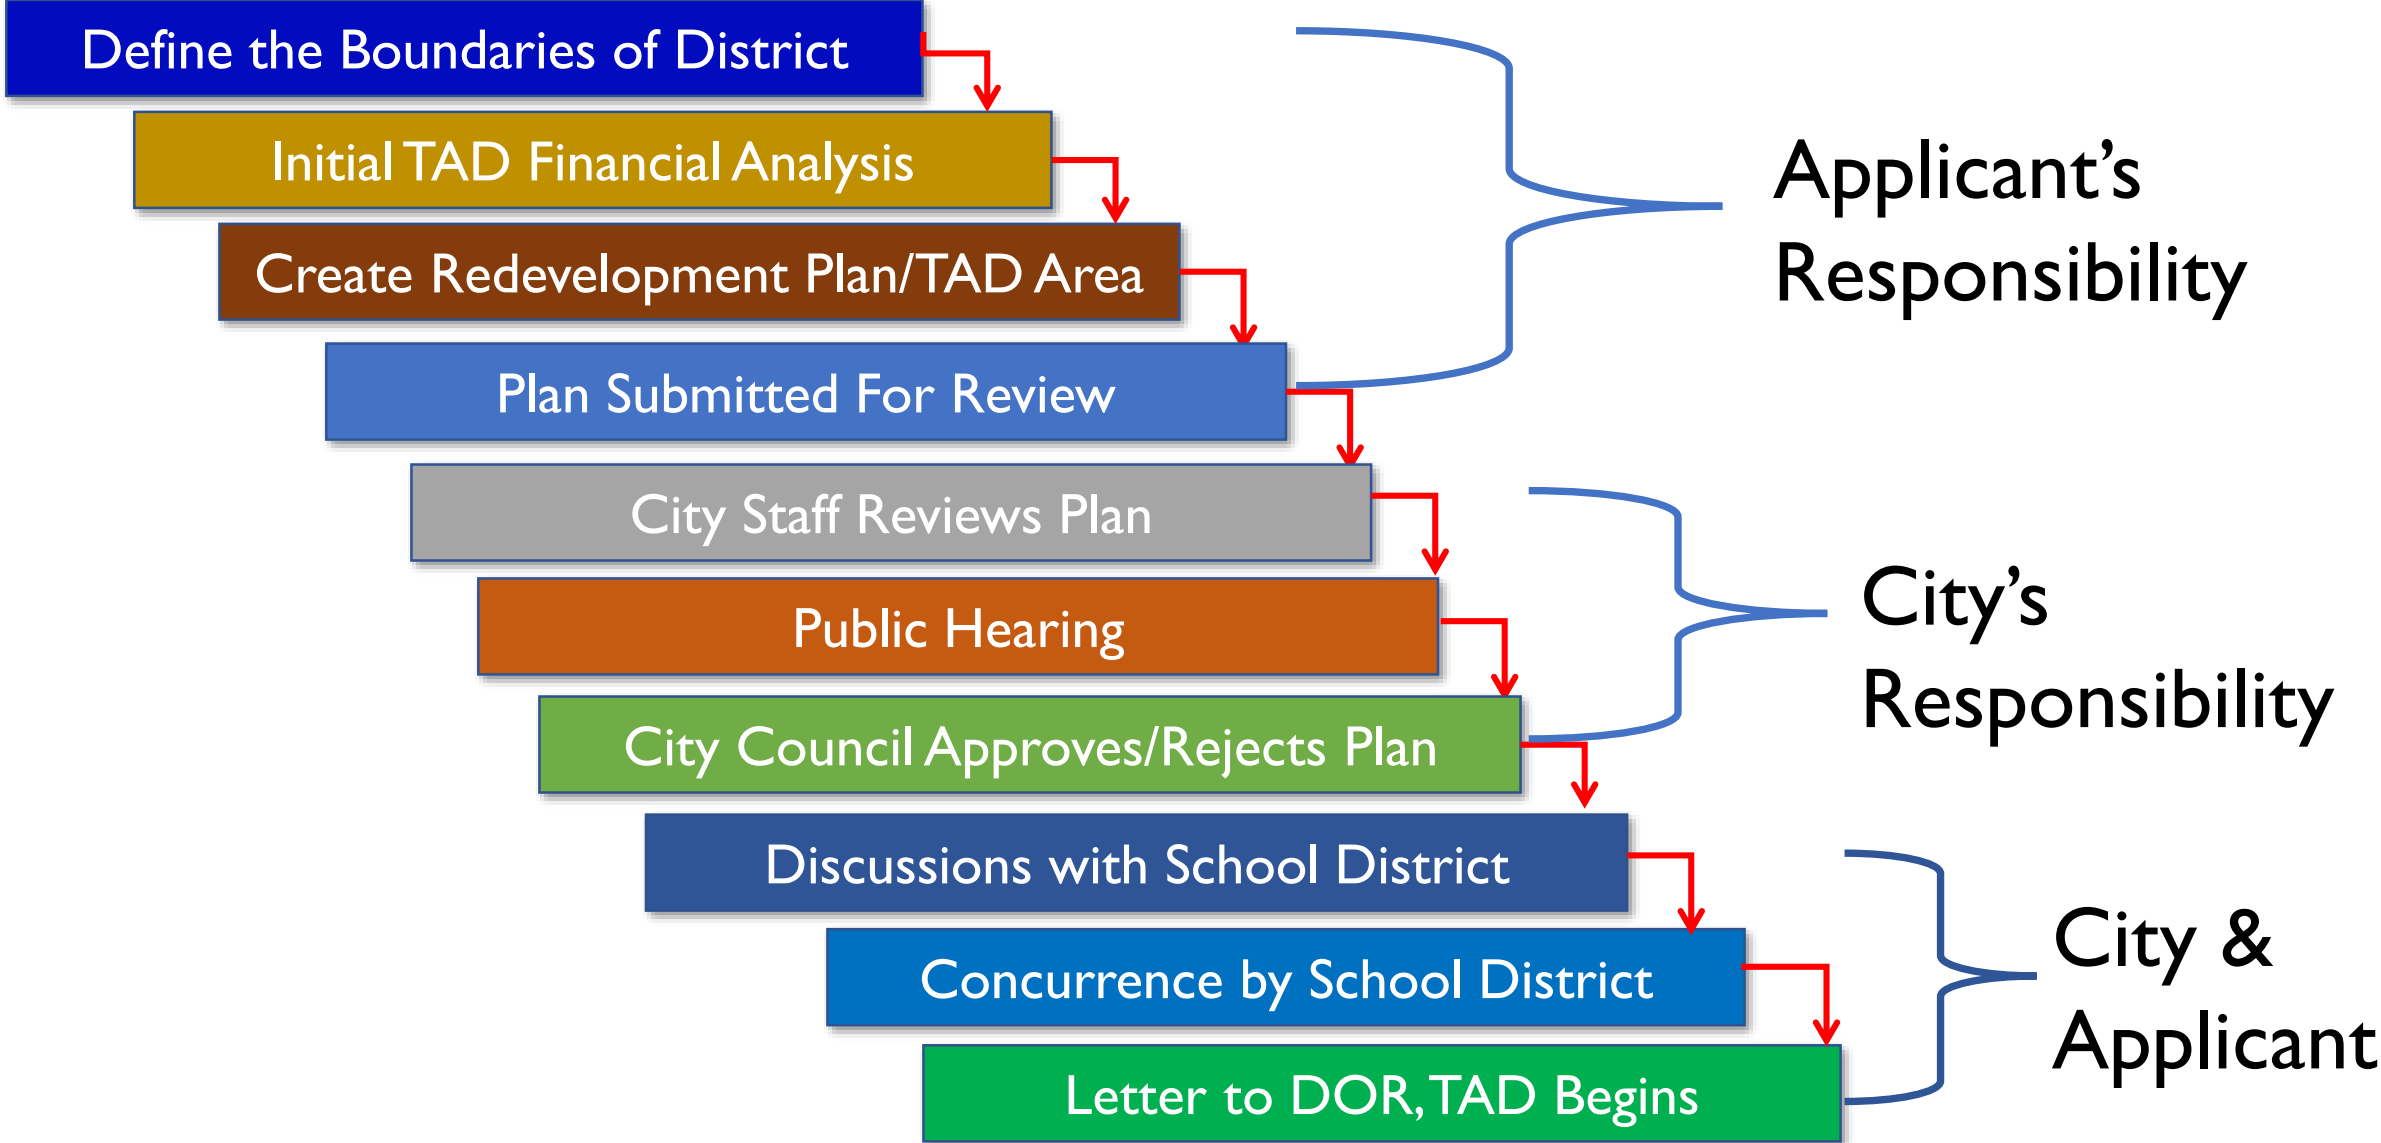 Define the Boundaries of District
Initial TAD Financial Analysis
Create Redevelopment Plan/TAD Area
Plan Submitted For Review
Applicant’s
Responsibility
City Staff Reviews Plan
Public Hearing
City Council Approves/Rejects Plan
City’s
Responsibility
Discussions with School District
Concurrence by School District
Letter to DOR, TAD Begins
City &
Applicant